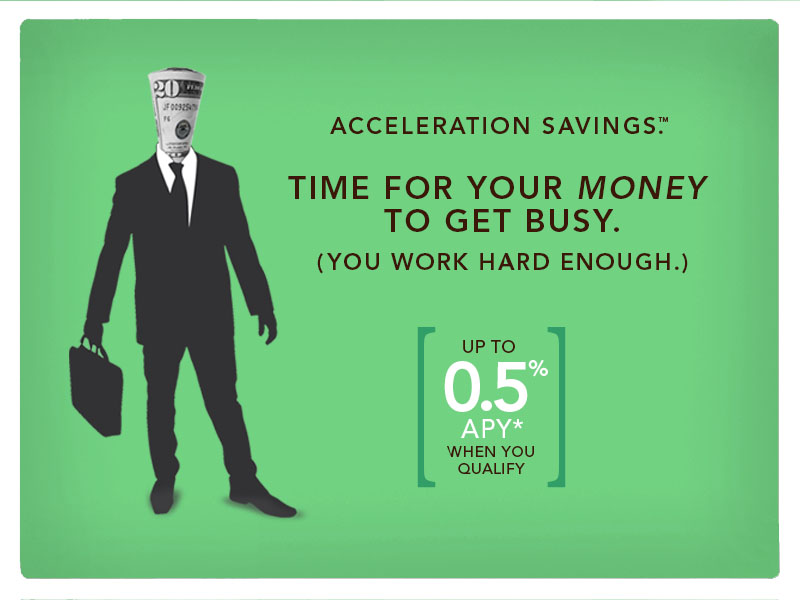 20
ACCELERATION SAVINGS.™
TIME FOR YOUR MONEY
TO GET BUSY.
(YOU WORK HARD ENOUGH.)
UP TO
0.5%
APY*
WHEN YOU
QUALIFY